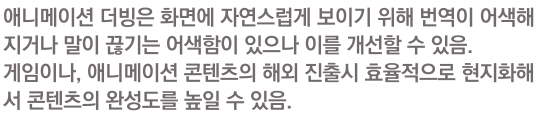 애니메이션 더빙은 화면에 자연스럽게 보이기 위해 번역이 어색해
지거나 말이 끊기는 어색함이 있으나 이를 개선할 수 있음.
게임이나, 애니메이션 콘텐츠의 해외 진출시 효율적으로 현지화해
서 콘텐츠의 완성도를 높일 수 있음.